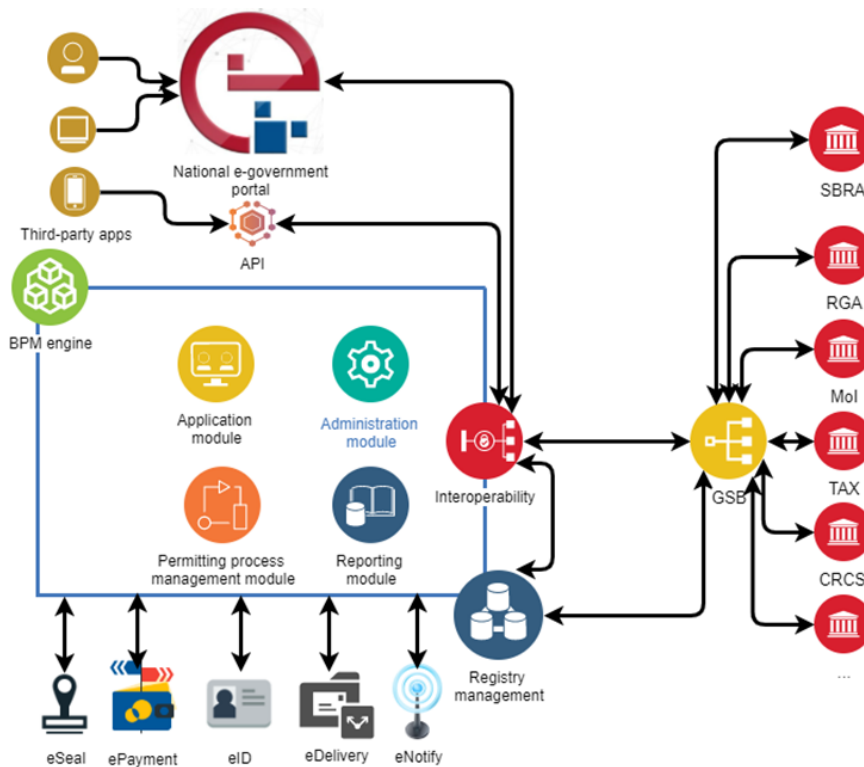 National e-government
portal
Third-party apps
API
SBRA
RGA
BPM engine
MoI
Application
module
Administration
module
Interoperability
GSB
TAX
Permitting process
management module
Reporting
module
CRCS
Registry
management
...
eSeal
ePayment
eID
eDelivery
eNotify